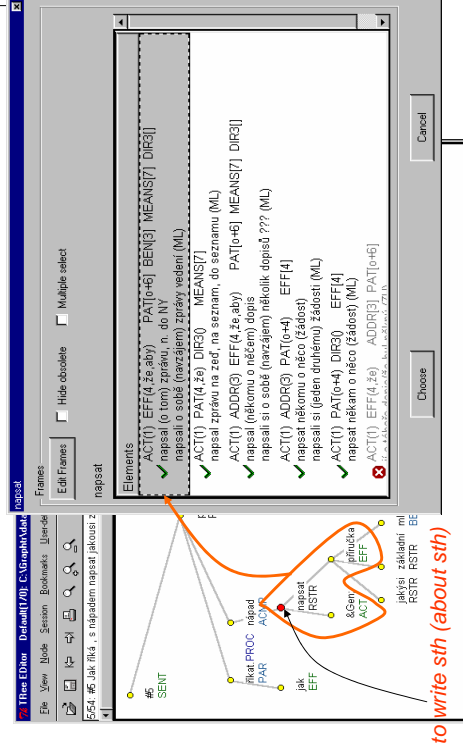 napsat
Frames
Edit Frames
Hide obsolete
Multiple select
napsat
Elements
ACT(1) EFF(4,že,aby) PAT[o+6] BEN[3] MEANS[7] DIR3[]
napsat (o tom) zprávu, n. do NY
napsali o sobě (navzájem) zprávy vedení (ML)
ACT(1) PAT(4,že) DIR3() MEANS[7]
napsal zprávu na zeď, na seznam, do seznamu (ML)
ACT(1) ADDR(3) EFF(4,že,aby) PAT[o+6] MEANS[7] DIR3[]
napsal (někomu o něčem) dopis
napsali si o sobě (navzájem) několik dopisů ??? (ML)
ACT(1) ADDR(3) PAT(o+4) EFF[4]
napsat někomu o něco (žádost)
napsali si (jeden druhému) žádosti (ML)
ACT(1) PAT(o+4) DIR3() EFF[4]
napsat někam o něco (žádost) (ML)
ACT(1) EFF(4,že) ADDR[3] PAT[o+6]
Choose
Cancel
TRee EDitor Default(1/0): C:\Graph\data
File View Node Session Bookmarks User-de
5/54: #5 Jak říká , s nápadem napsat jakousi z
#5
SENT
říkat.PROC
PAR
jak
EFF
nápad
ACMP
napsat
RSTR
&Gen;
ACT
příručka
EFF
jakýsi
RSTR
základní
RSTR
ml
BE
to write sth (about sth)